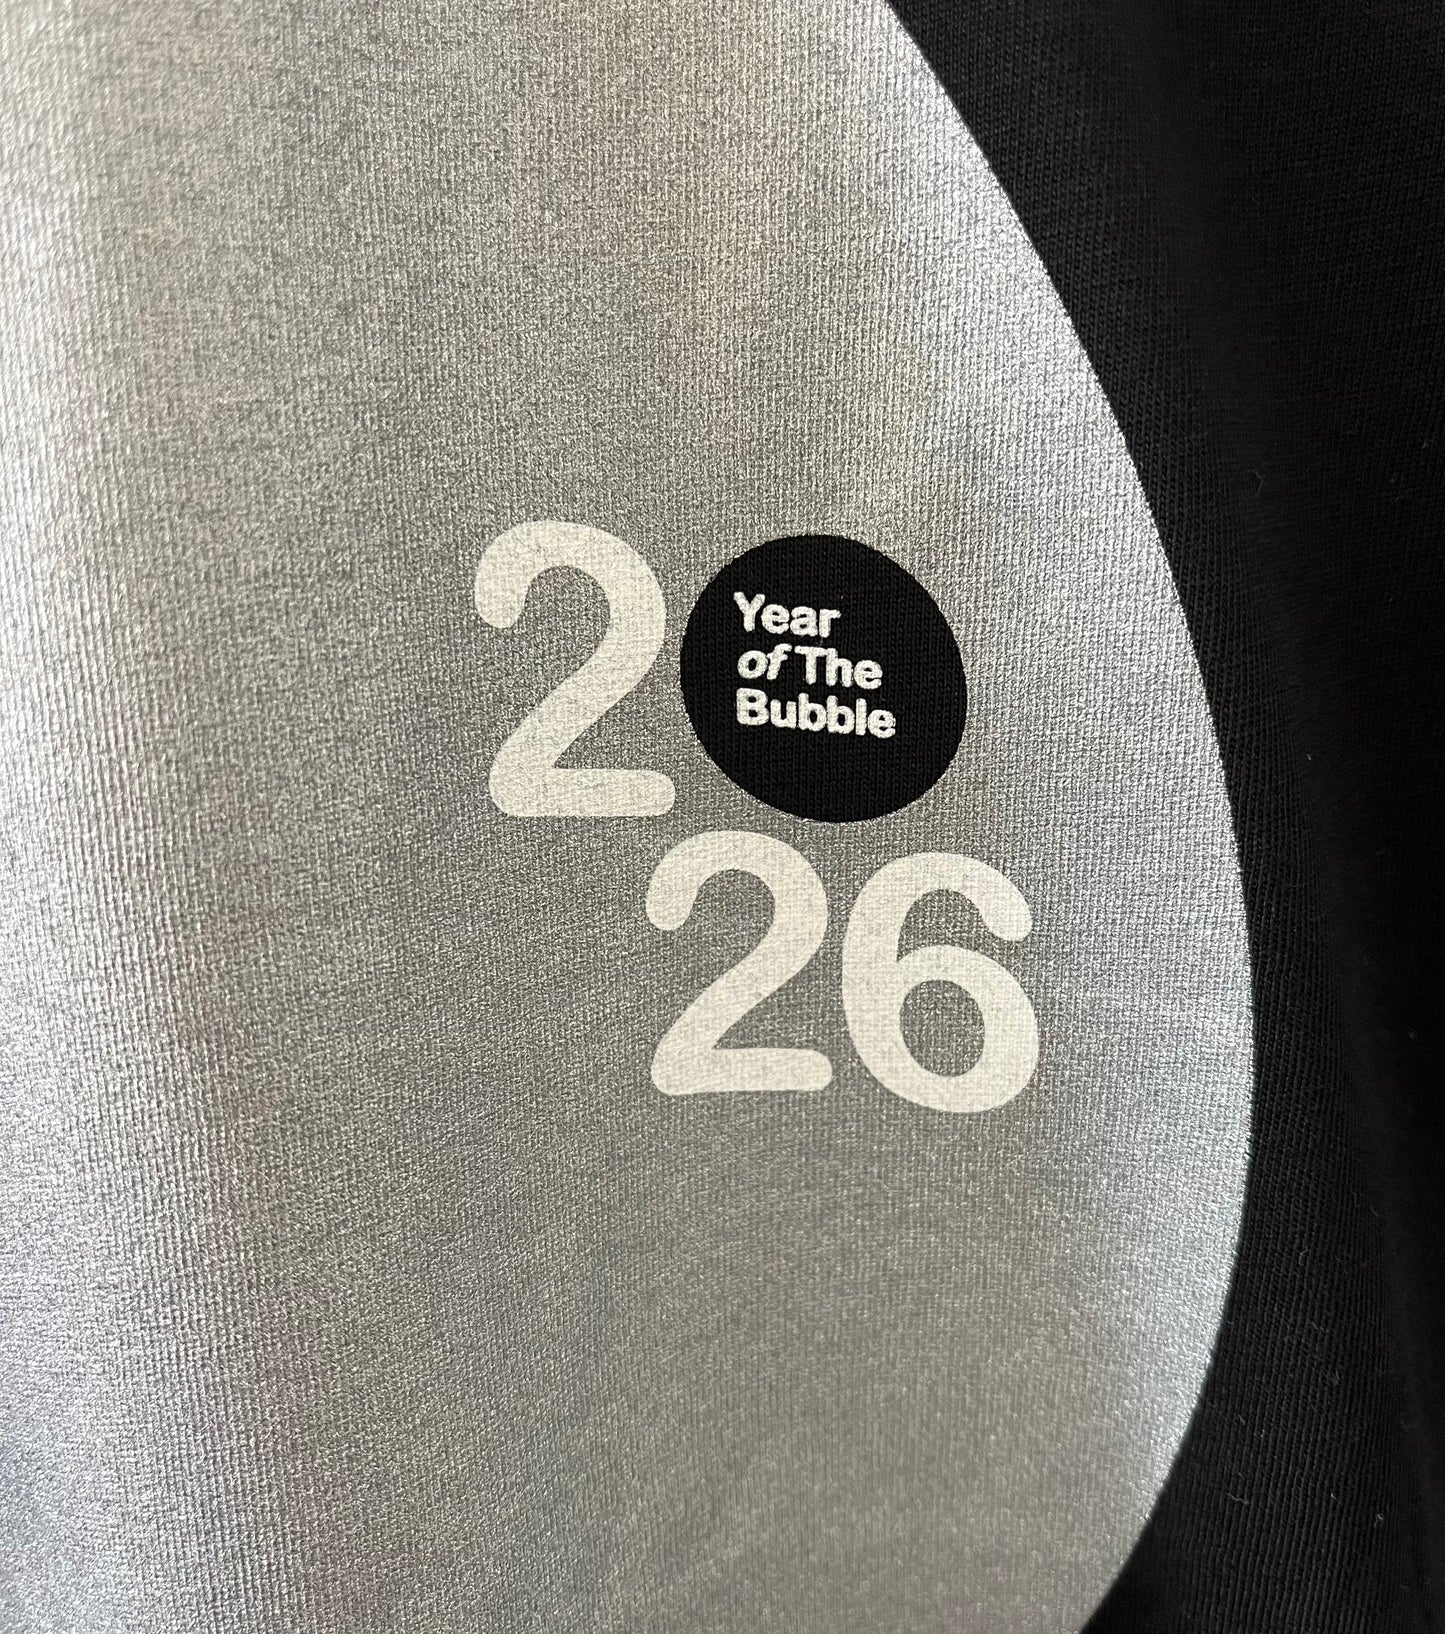 2
Year
of The
Bubble
26